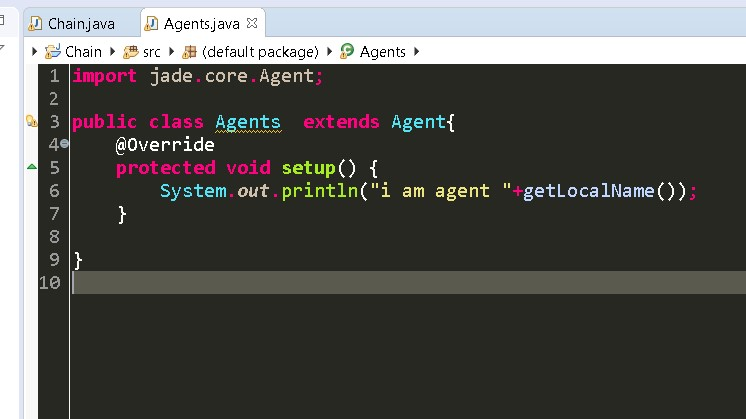 Chain.java Agents.java
Chain src (default package) Agents
1 import jade.core.Agent;
2
3 public class Agents  extends Agent{
4     @Override
5     protected void setup() {
6         System.out.println("i am agent "+getLocalName());
7     }
8
9 }
10